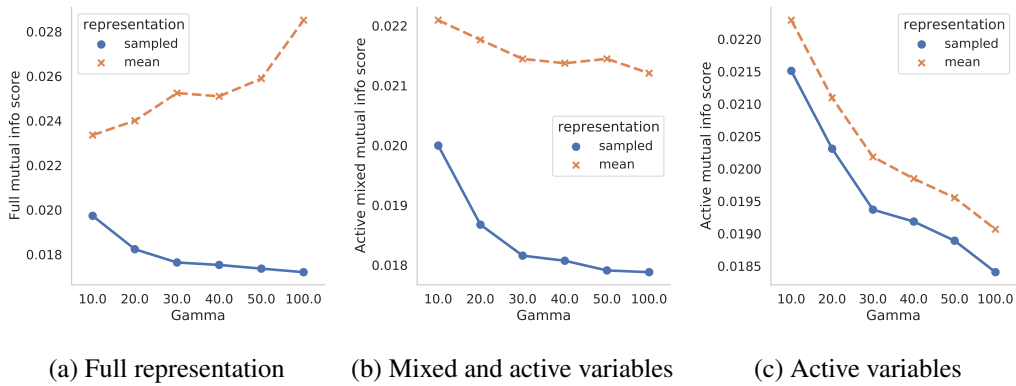 representation
sampled
mean
Full mutual info score
0.028
0.026
0.024
0.022
0.020
0.018
10.0 20.0 30.0 40.0 50.0 100.0
Gamma
(a) Full representation
Active mixed mutual info score
0.022
0.021
0.020
0.019
0.018
representation
sampled
mean
10.0 20.0 30.0 40.0 50.0 100.0
Gamma
(b) Mixed and active variables
representation
sampled
mean
Active mutual info score
0.0220
0.0215
0.0210
0.0205
0.0200
0.0195
0.0190
0.0185
10.0 20.0 30.0 40.0 50.0 100.0
Gamma
(c) Active variables